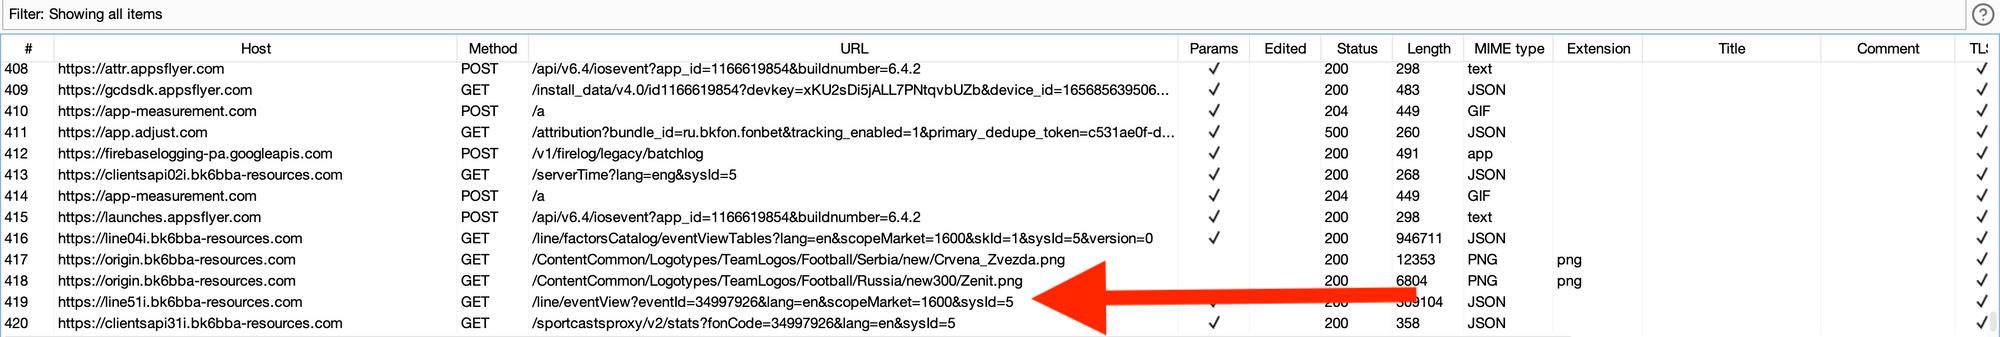 Filter: Showing all items ?
# Host Method URL Params Edited Status Length MIME type Extension Title Comment TLS
408 https://attr.appsflyer.com POST /api/v6.4/iosevent?app_id=1166619854&buildnumber=6.4.2 ✓ 200 298 text ✓
409 https://gcdsdk.appsflyer.com GET /install_data/v4.0/id1166619854?devkey=xKU2sDi5jALL7PNtqvbUZb&device_id=165685639506... ✓ 200 483 JSON ✓
410 https://app-measurement.com POST /a ✓ 204 449 GIF ✓
411 https://app.adjust.com GET /attribution?bundle_id=ru.bkfon.fonbet&tracking_enabled=1&primary_dedupe_token=c531ae0f-d... ✓ 500 260 JSON ✓
412 https://firebaselogging-pa.googleapis.com POST /v1/firelog/legacy/batchlog ✓ 200 491 app ✓
413 https://clientsapi02i.bk6bba-resources.com GET /serverTime?lang=eng&sysId=5 ✓ 200 268 JSON ✓
414 https://app-measurement.com POST /a ✓ 204 449 GIF ✓
415 https://launches.appsflyer.com POST /api/v6.4/iosevent?app_id=1166619854&buildnumber=6.4.2 ✓ 200 298 text ✓
416 https://line04i.bk6bba-resources.com GET /line/factorsCatalog/eventViewTables?lang=en&scopeMarket=1600&skId=1&sysId=5&version=0 ✓ 200 946711 JSON ✓
417 https://origin.bk6bba-resources.com GET /ContentCommon/Logotypes/TeamLogos/Football/Serbia/new/Crvena_Zvezda.png 200 12353 PNG png ✓
418 https://origin.bk6bba-resources.com GET /ContentCommon/Logotypes/TeamLogos/Football/Russia/new300/Zenit.png 200 6804 PNG png ✓
419 https://line51i.bk6bba-resources.com GET /line/eventView?eventId=34997926&lang=en&scopeMarket=1600&sysId=5 200 JSON ✓
420 https://clientsapi31i.bk6bba-resources.com GET /sportcastsproxy/v2/stats?fonCode=34997926&lang=en&sysId=5 ✓ 200 358 JSON ✓